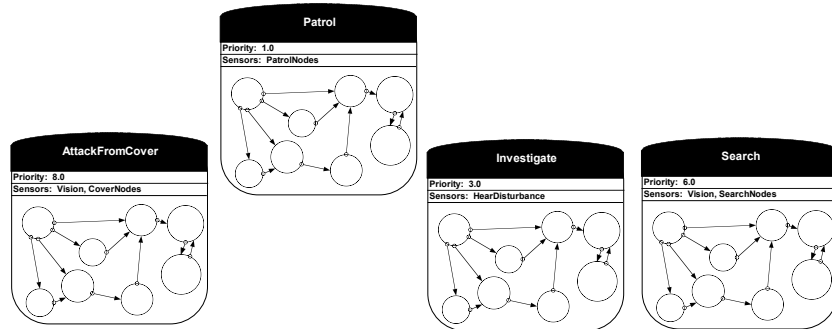 Patrol
Priority: 1.0
Sensors: PatrolNodes
AttackFromCover
Priority: 8.0
Sensors: Vision, CoverNodes
Investigate
Priority: 3.0
Sensors: HearDisturbance
Search
Priority: 6.0
Sensors: Vision, SearchNodes